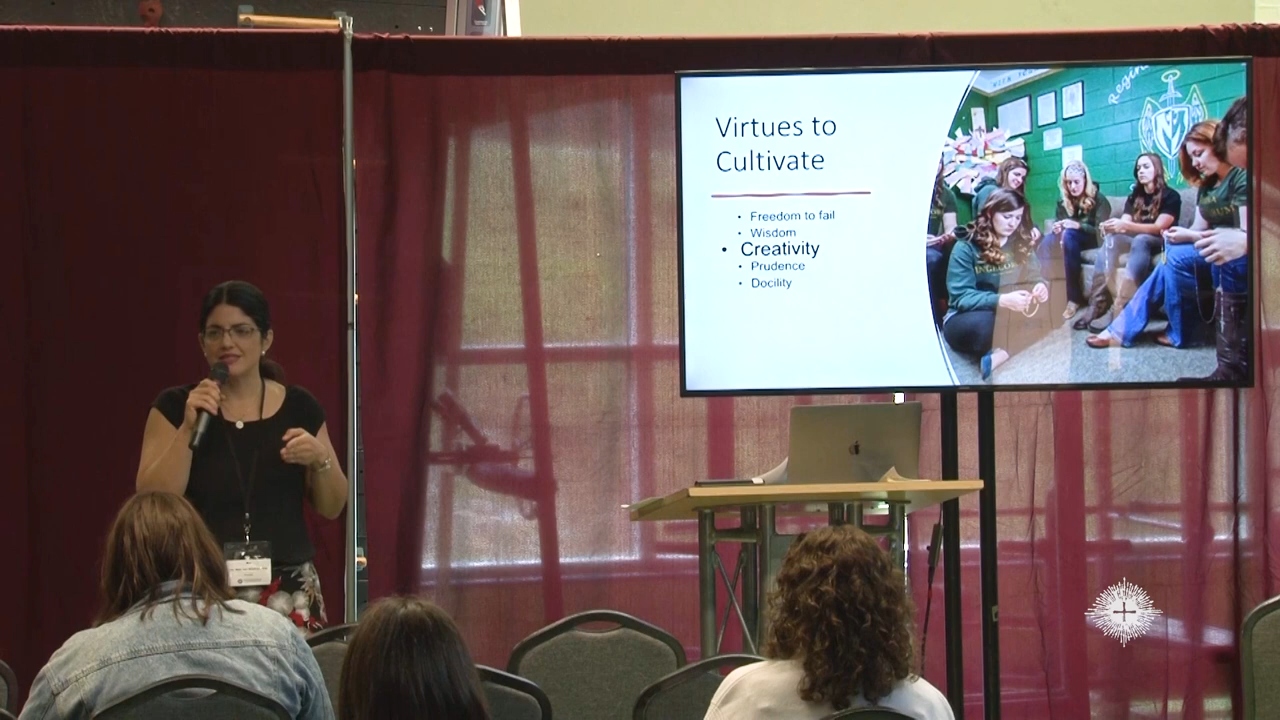 Virtues to
Cultivate
• Freedom to fail
• Wisdom
• Creativity
• Prudence
• Docility